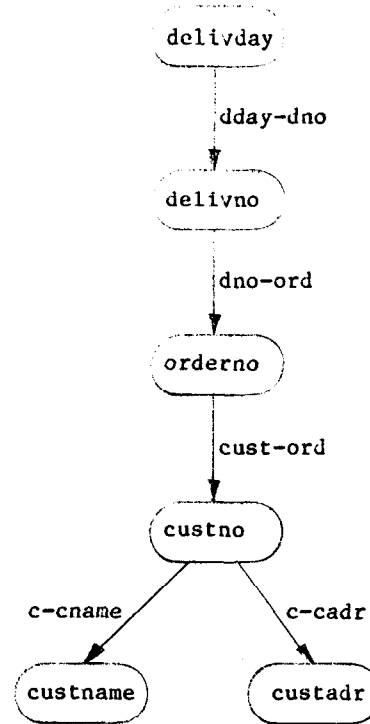 delivday
dday-dno
delivno
dno-ord
orderno
cust-ord
custno
c-cname c-cadr
custname custadr